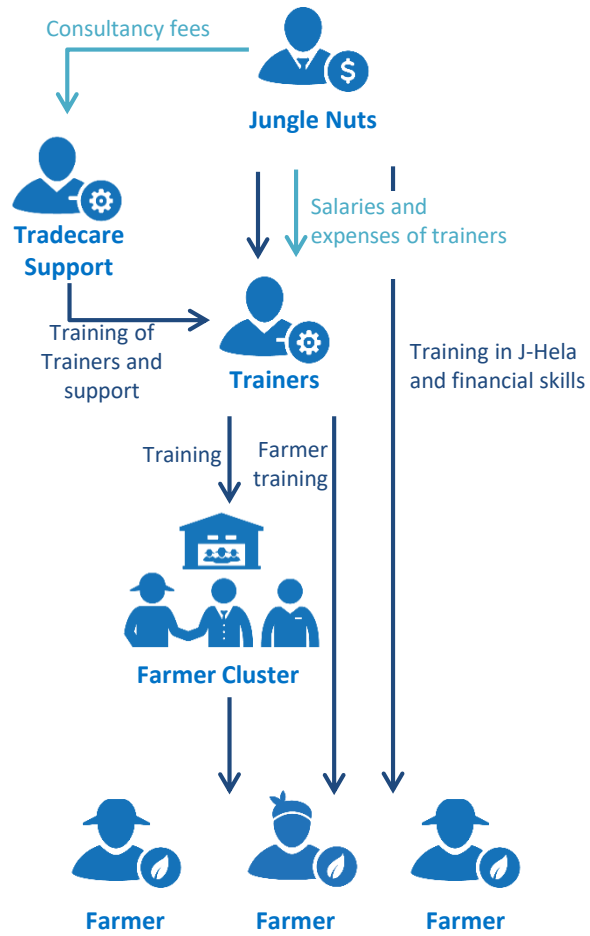 Consultancy fees
$
Jungle Nuts
Salaries and
expenses of trainers
Tradecare
Support
Training of
Trainers and
support
Trainers
Training in J-Hela
and financial skills
Training
Farmer
training
Farmer Cluster
Farmer
Farmer
Farmer